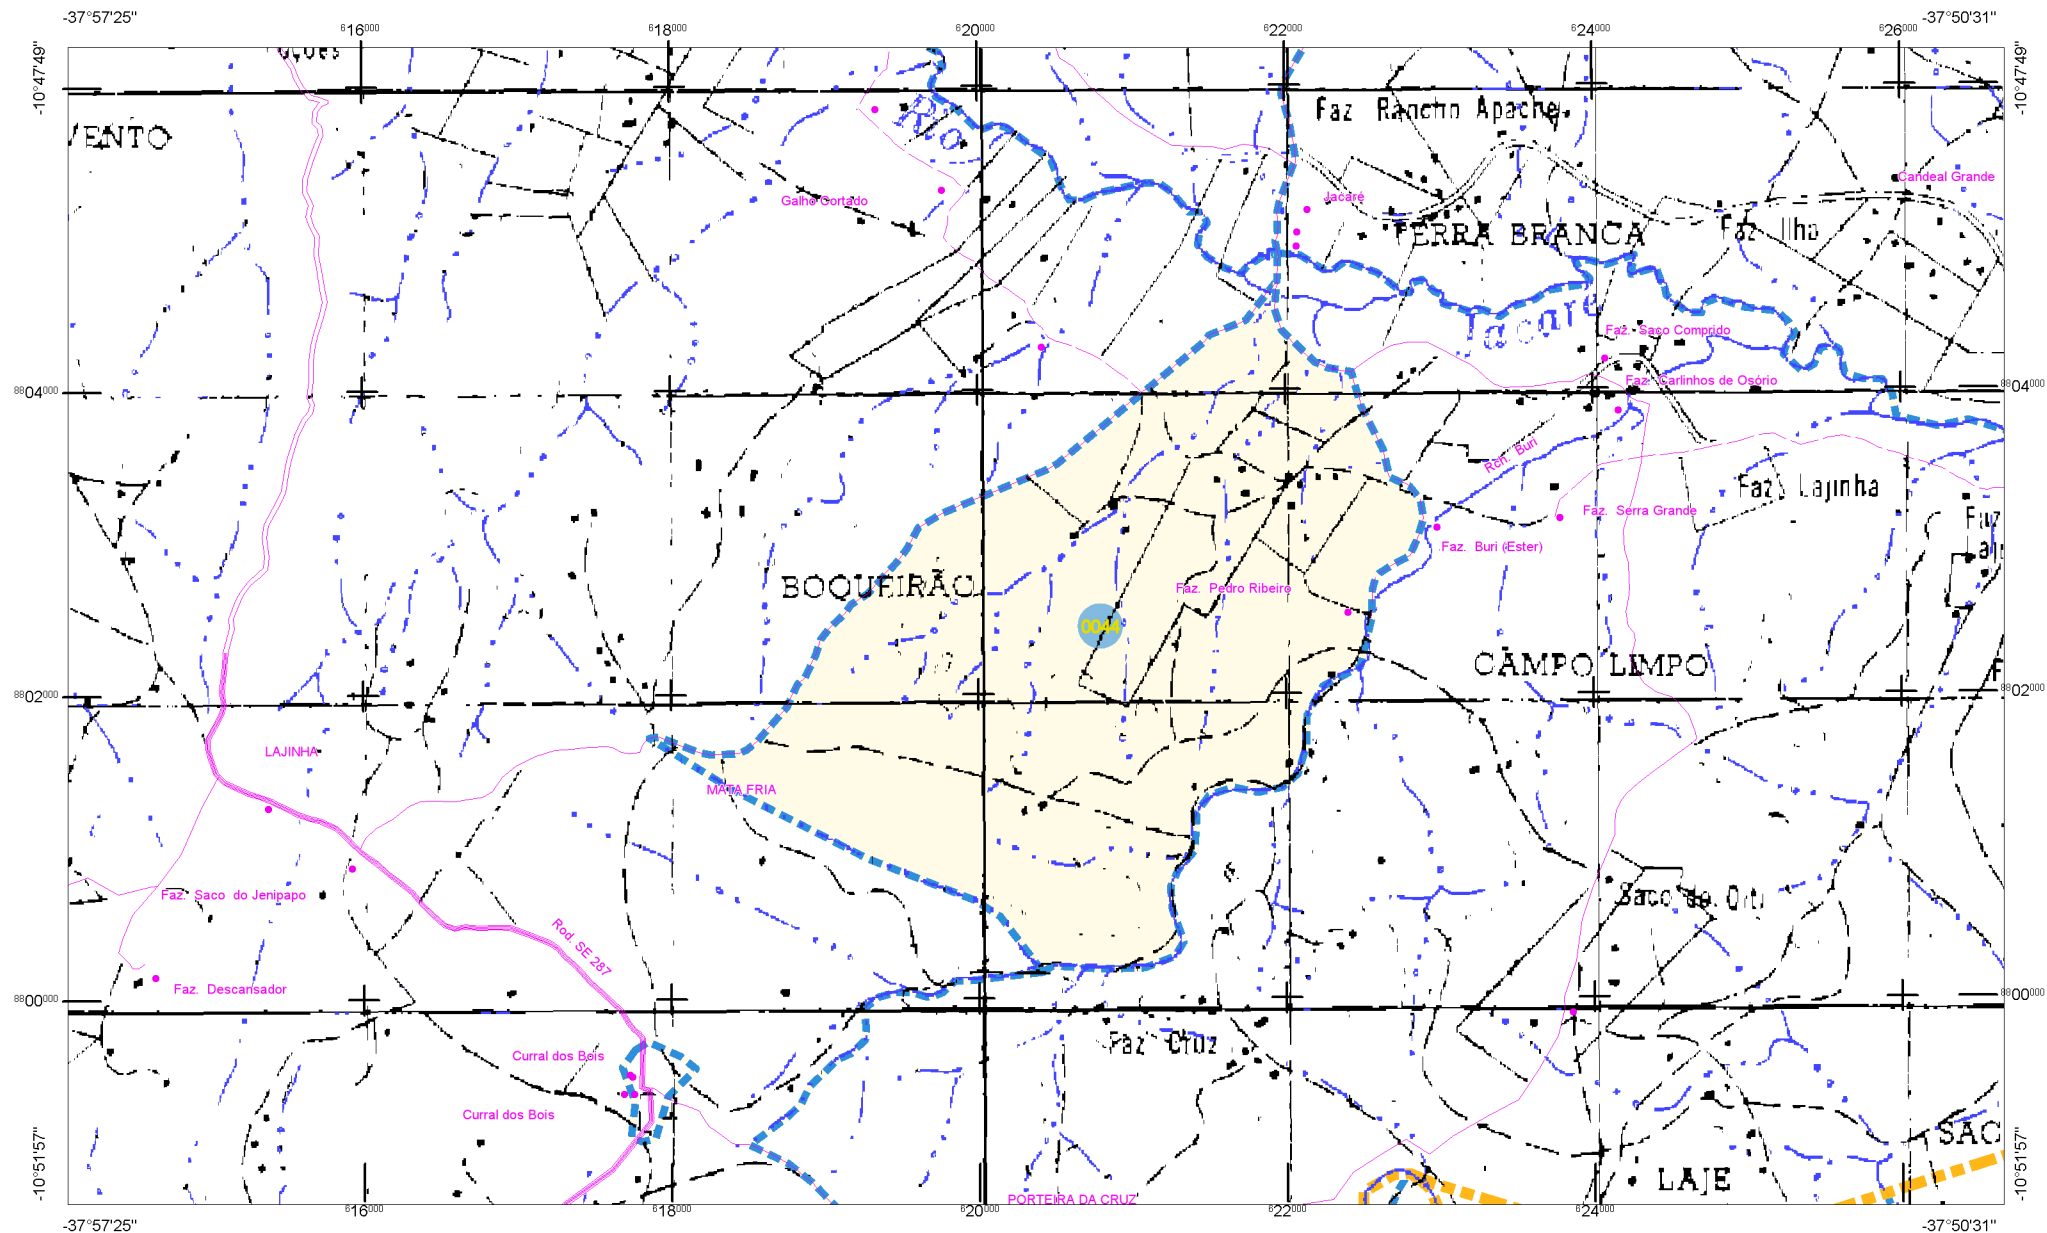 -37°57'25"
-37°50'31"
616000
618000
620000
622000
624000
626000
-10°47'49"
-10°47'49"
Faz Rancho Apache
VENTO
Rio
Candeal Grande
Galho Cortado
Jacaré
TERRA BRANCA
Faz Ilha
Jacaré
Faz. Saco Comprido
Faz. Carlinhos de Osório
8804000
8804000
Rch. Buri
Faz. Lajinha
Faz. Serra Grande
Faz
Faz. Buri (Ester)
BOQUEIRÃO
Faz. Pedro Ribeiro
0044
CAMPO LIMPO
8802000
8802000
LAJINHA
MATA FRIA
Faz. Saco do Jenipapo
Rod. SE 287
Faz. Descansador
8800000
8800000
Faz Cruz
Curral dos Bois
Curral dos Bois
SAC
LAJE
PORTEIRA DA CRUZ
-10°51'57"
-10°51'57"
616000
618000
620000
622000
624000
-37°57'25"
-37°50'31"